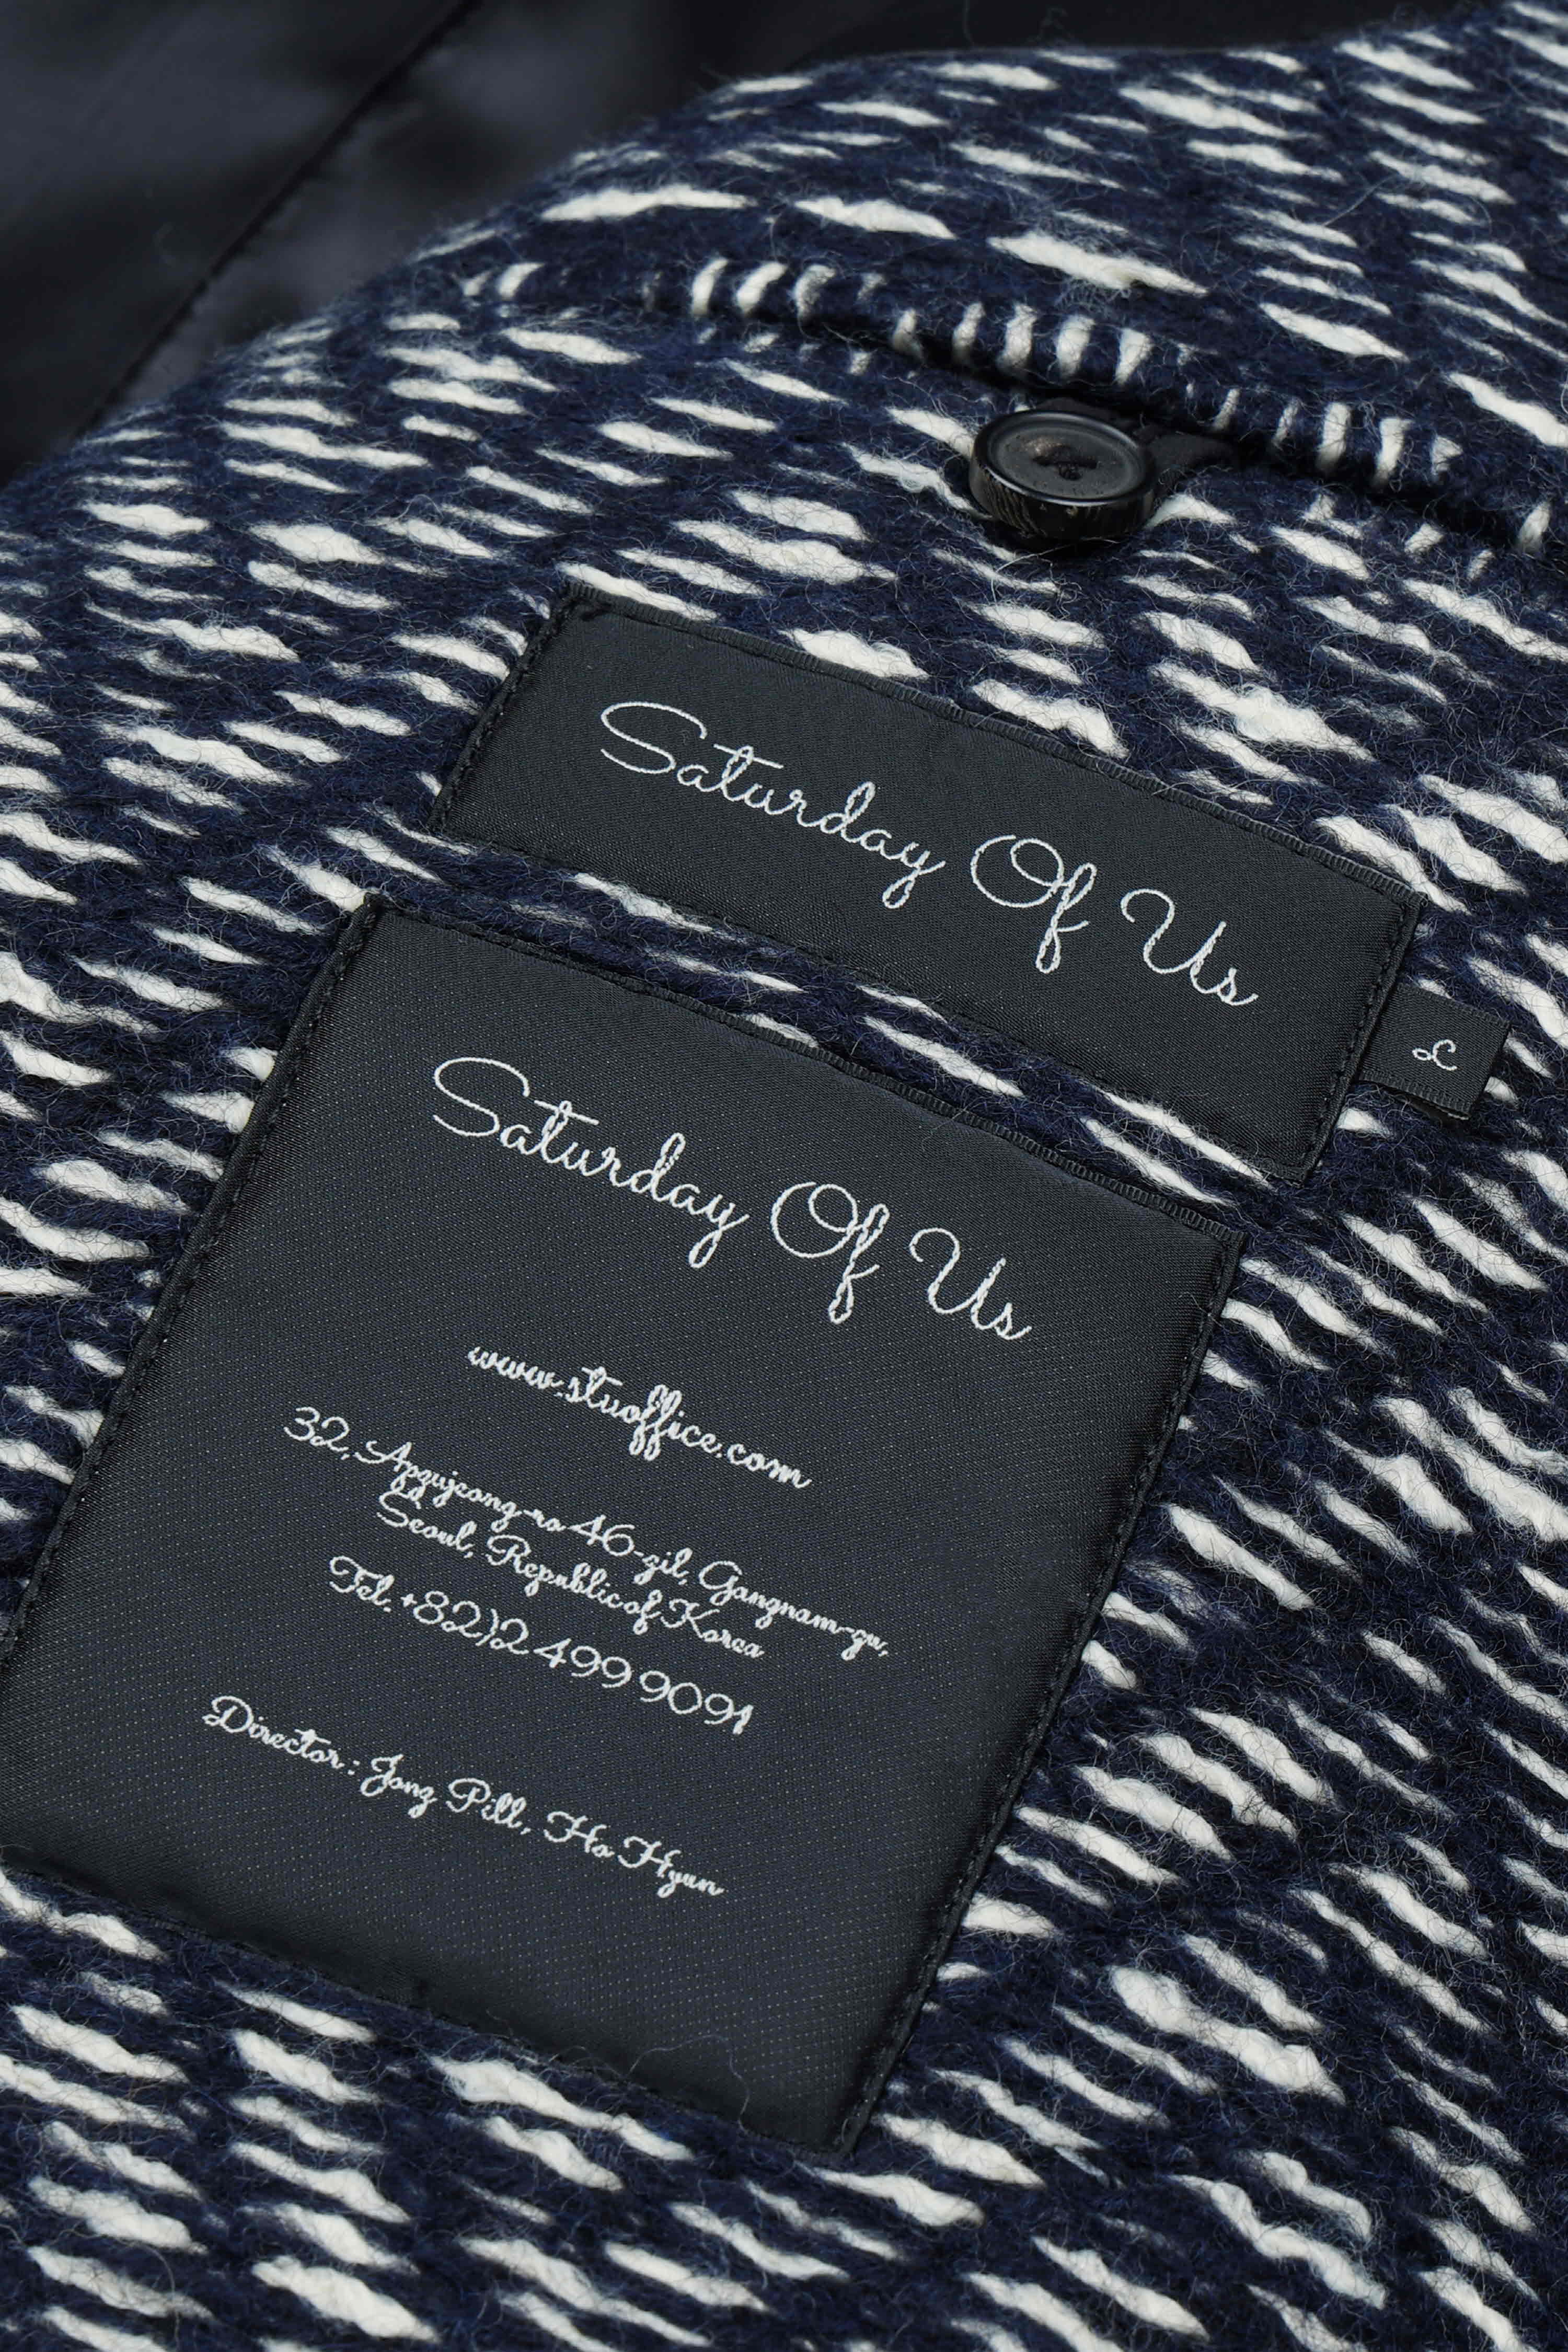 Saturday Of Us
L
Saturday Of Us
www.stuoffice.com
32, Apgujeong-ro 46-gil, Gangnam-gu,
Seoul, Republic of Korea
Tel. +82)2 499 9091
Director : Jong Pill, Ho Hyun